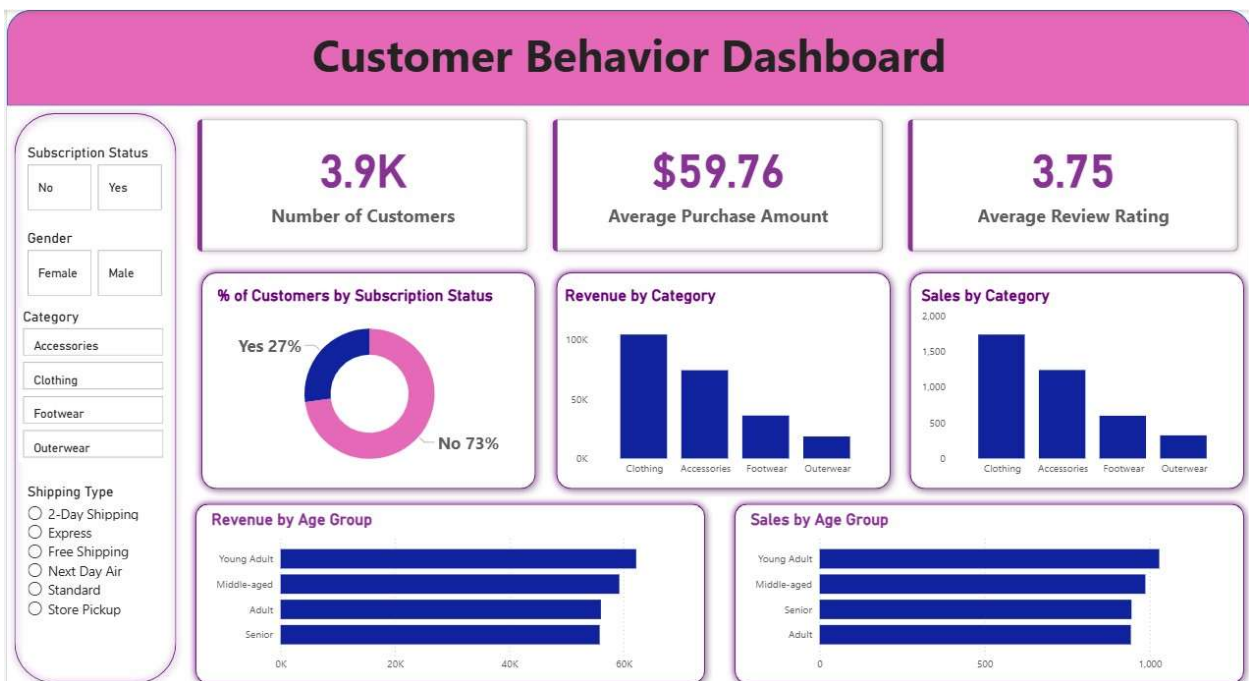 Customer Behavior Dashboard
Subscription Status
No Yes
Gender
Female Male
Category
Accessories
Clothing
Footwear
Outerwear
Shipping Type
2-Day Shipping
Express
Free Shipping
Next Day Air
Standard
Store Pickup
3.9K
Number of Customers
$59.76
Average Purchase Amount
3.75
Average Review Rating
% of Customers by Subscription Status
Yes 27%
No 73%
Revenue by Category
100K
50K
0K
Clothing Accessories Footwear Outerwear
Sales by Category
2,000
1,500
1,000
500
0
Clothing Accessories Footwear Outerwear
Revenue by Age Group
Young Adult
Middle-aged
Adult
Senior
0K 20K 40K 60K
Sales by Age Group
Young Adult
Middle-aged
Senior
Adult
0 500 1,000